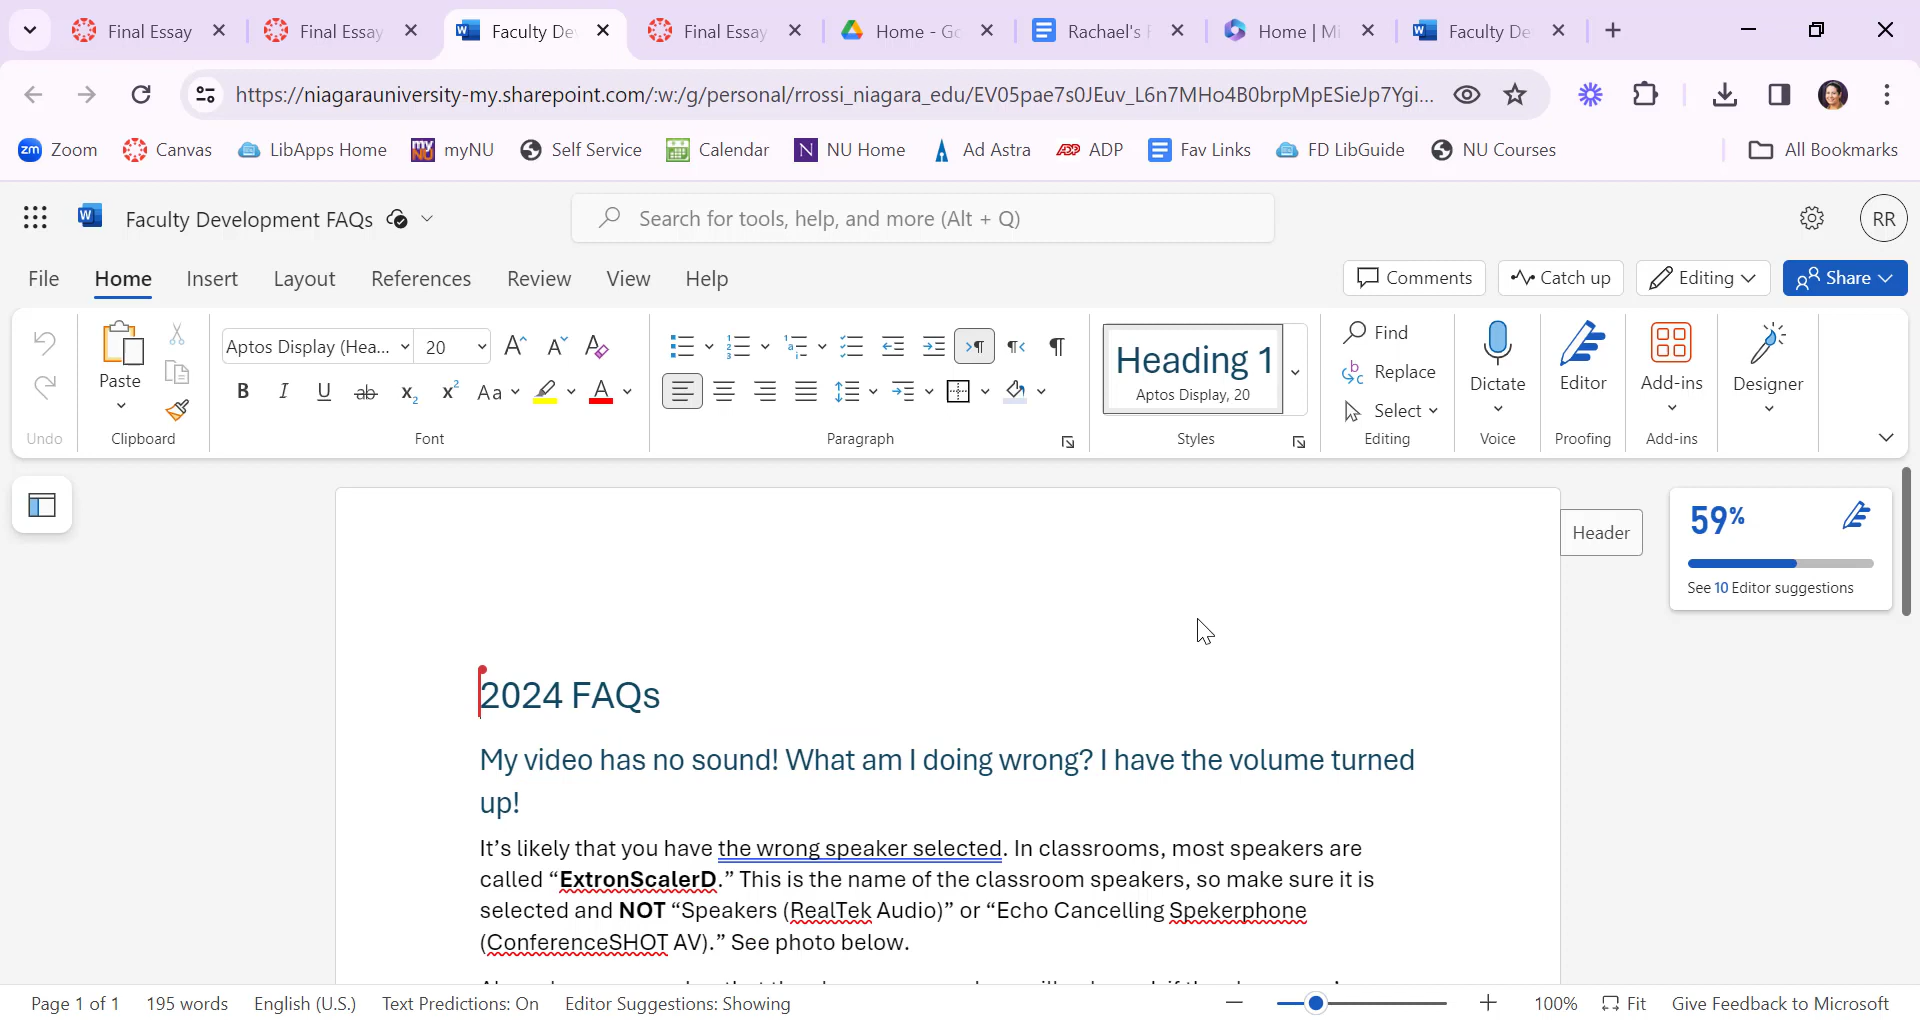 Final Essay
Final Essay
Faculty De
Final Essay
Home - Go
Rachael's F
Home | Mi
Faculty De
https://niagarauniversity-my.sharepoint.com/:w:/g/personal/rrossi_niagara_edu/EV05pae7s0JEuv_L6n7MHo4B0brpMpESieJp7Ygi...
zm Zoom
Canvas
LibApps Home
myNU
Self Service
Calendar
N NU Home
Ad Astra
ADP ADP
Fav Links
FD LibGuide
NU Courses
All Bookmarks
W Faculty Development FAQs
Search for tools, help, and more (Alt + Q)
RR
File Home Insert Layout References Review View Help
Comments
Catch up
Editing
Share
Undo
Paste
Clipboard
Aptos Display (Hea...
20
B I U ab X₂ X² Aa A
Font
Paragraph
Heading 1
Aptos Display, 20
Styles
Find
Replace
Select
Editing
Dictate
Voice
Editor
Proofing
Add-ins
Add-ins
Designer
Header
59%
See 10 Editor suggestions
2024 FAQs
My video has no sound! What am I doing wrong? I have the volume turned
up!
It’s likely that you have the wrong speaker selected. In classrooms, most speakers are
called “ExtronScalerD.” This is the name of the classroom speakers, so make sure it is
selected and NOT “Speakers (RealTek Audio)” or “Echo Cancelling Spekerphone
(ConferenceSHOT AV).” See photo below.
Page 1 of 1
195 words
English (U.S.)
Text Predictions: On
Editor Suggestions: Showing
100%
Fit
Give Feedback to Microsoft